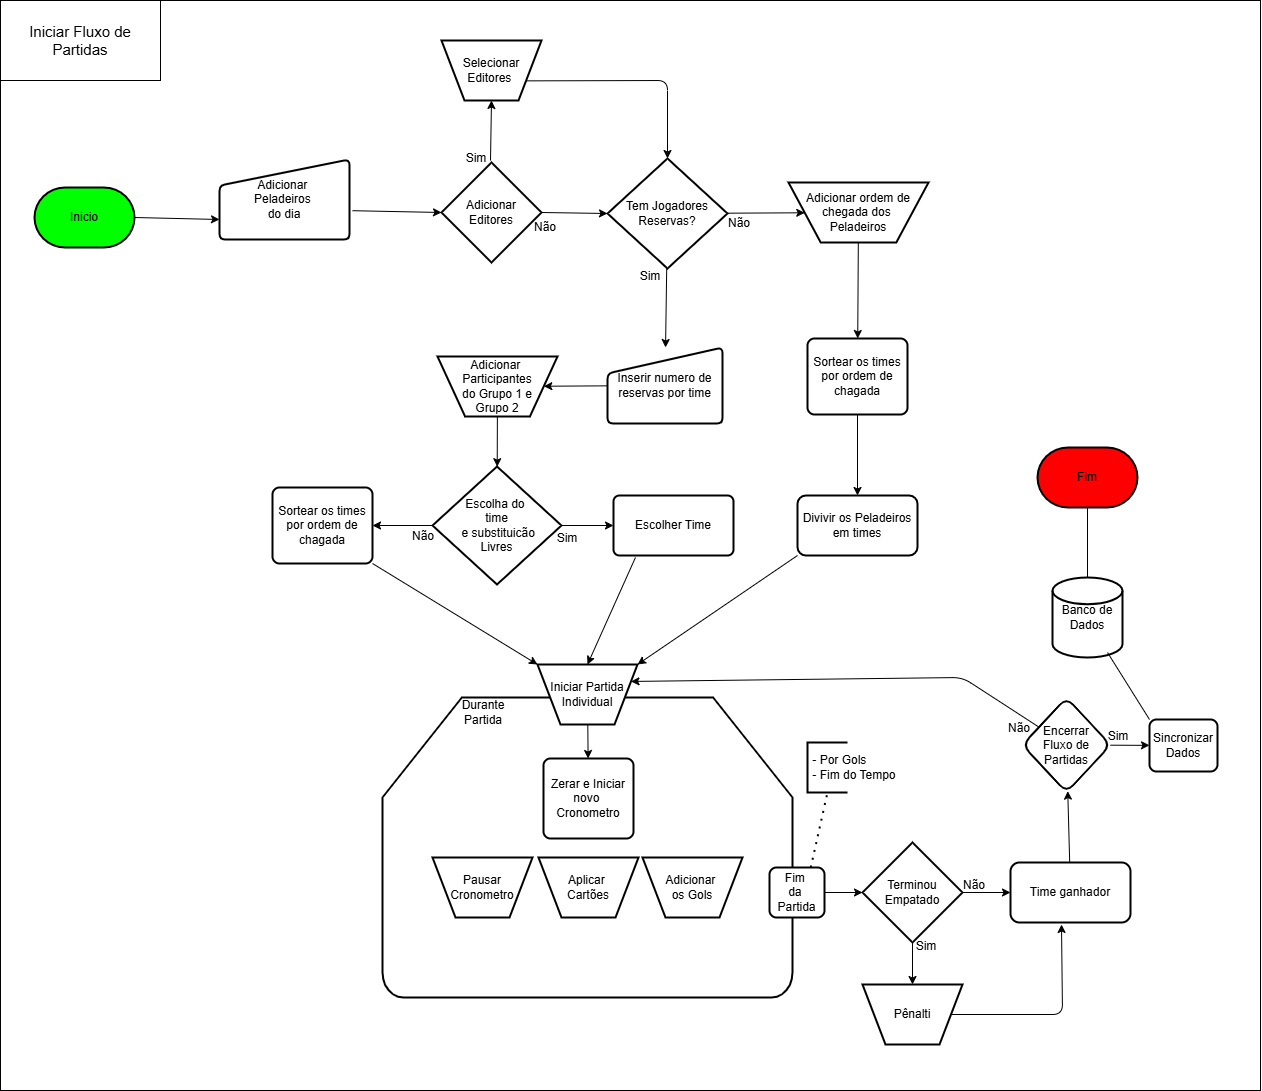 Iniciar Fluxo de
Partidas
Selecionar
Editores
Sim
Inicio
Adicionar
Peladeiros
do dia
Adicionar
Editores
Não
Tem Jogadores
Reservas?
Não
Sim
Adicionar ordem de
chegada dos
Peladeiros
Sortear os times
por ordem de
chagada
Inserir numero de
reservas por time
Adicionar
Participantes
do Grupo 1 e
Grupo 2
Escolha do
time
e substituicão
Livres
Não
Sim
Sortear os times
por ordem de
chagada
Escolher Time
Divivir os Peladeiros
em times
Fim
Banco de
Dados
Iniciar Partida
Individual
Durante
Partida
Zerar e Iniciar
novo
Cronometro
Pausar
Cronometro
Aplicar
Cartões
Adicionar
os Gols
- Por Gols
- Fim do Tempo
Fim
da
Partida
Terminou
Empatado
Não
Sim
Pênalti
Time ganhador
Encerrar
Fluxo de
Partidas
Não
Sim
Sincronizar
Dados